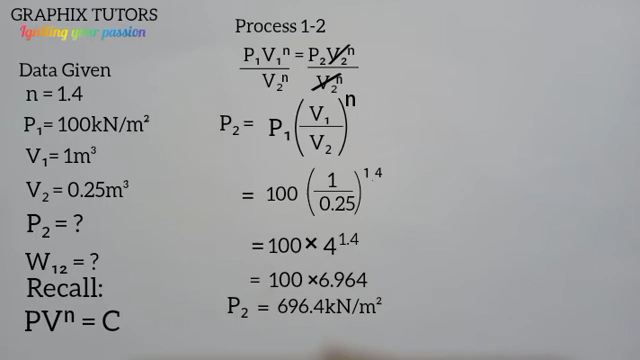 GRAPHIX TUTORS
Igniting your passion
Data Given
n = 1.4
P₁= 100kN/m²
V₁= 1m³
V₂ = 0.25m³
P₂ = ?
W₁₂ = ?
Recall:
PVⁿ = C
Process 1-2
P₁V₁ⁿ = P₂V₂ⁿ
V₂ⁿ V₂ⁿ
P₂ = P₁(V₁/V₂)ⁿ
= 100 (1/0.25)^1.4
= 100 × 4^1.4
= 100 ×6.964
P₂ = 696.4kN/m²